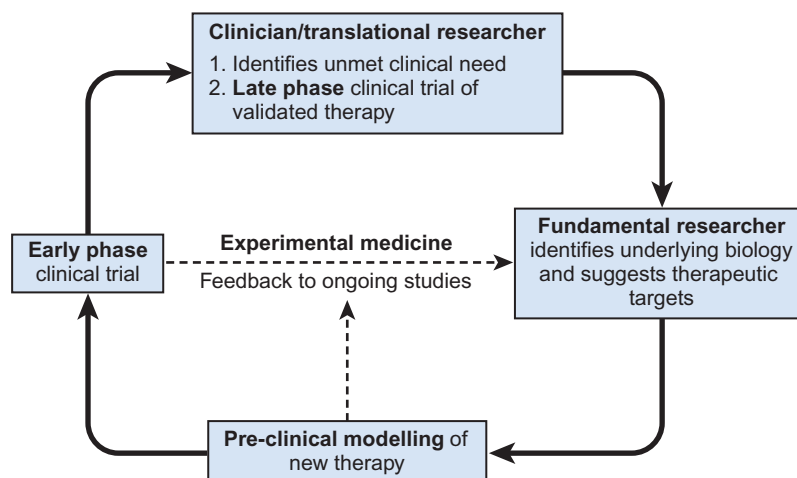 Clinician/translational researcher
1. Identifies unmet clinical need
2. Late phase clinical trial of
validated therapy
Early phase
clinical trial
Experimental medicine
Feedback to ongoing studies
Fundamental researcher
identifies underlying biology
and suggests therapeutic
targets
Pre-clinical modelling of
new therapy